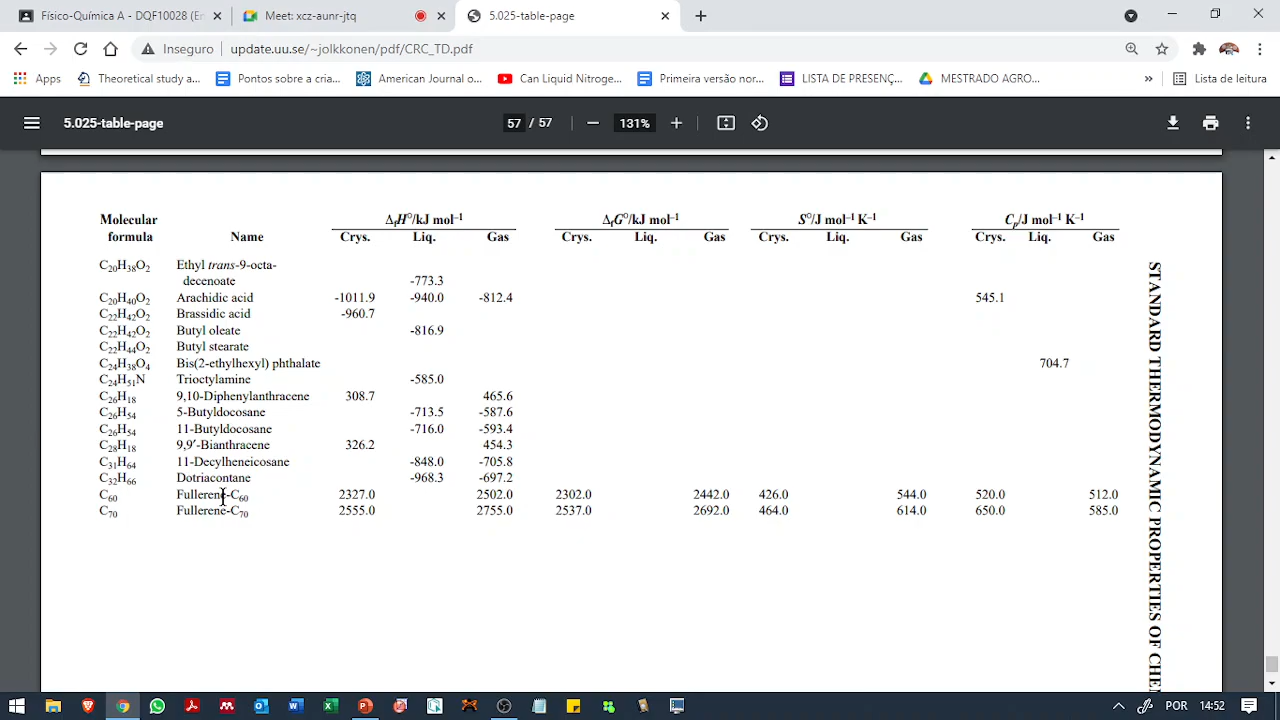 Físico-Química A - DQF10028 (Er
Meet: xcz-aunr-jtq
5.025-table-page
Inseguro
update.uu.se/~jolkkonen/pdf/CRC_TD.pdf
Apps
Theoretical study a...
Pontos sobre a cria...
American Journal o...
Can Liquid Nitroge...
Primeira versão nor...
LISTA DE PRESENÇ...
MESTRADO AGRO...
»
Lista de leitura
5.025-table-page
57 / 57
131%
Molecular ΔfH°/kJ mol⁻¹ ΔfG°/kJ mol⁻¹ S°/J mol⁻¹ K⁻¹ Cp/J mol⁻¹ K⁻¹
formula Name Crys. Liq. Gas Crys. Liq. Gas Crys. Liq. Gas Crys. Liq. Gas
C₂₀H₃₈O₂ Ethyl trans-9-octa-
decenoate -773.3
C₂₀H₄₀O₂ Arachidic acid -1011.9 -940.0 -812.4 545.1
C₂₂H₄₂O₂ Brassidic acid -960.7
C₂₂H₄₂O₂ Butyl oleate -816.9
C₂₂H₄₄O₂ Butyl stearate
C₂₄H₃₈O₄ Bis(2-ethylhexyl) phthalate 704.7
C₂₄H₅₁N Trioctylamine -585.0
C₂₆H₁₈ 9,10-Diphenylanthracene 308.7 465.6
C₂₆H₅₄ 5-Butyldocosane -713.5 -587.6
C₂₆H₅₄ 11-Butyldocosane -716.0 -593.4
C₂₈H₁₈ 9,9′-Bianthracene 326.2 454.3
C₃₁H₆₄ 11-Decylheneicosane -848.0 -705.8
C₃₂H₆₆ Dotriacontane -968.3 -697.2
C₆₀ Fullerene-C₆₀ 2327.0 2502.0 2302.0 2442.0 426.0 544.0 520.0 512.0
C₇₀ Fullerene-C₇₀ 2555.0 2755.0 2537.0 2692.0 464.0 614.0 650.0 585.0
STANDARD THERMODYNAMIC PROPERTIES OF CHEM
POR
14:52